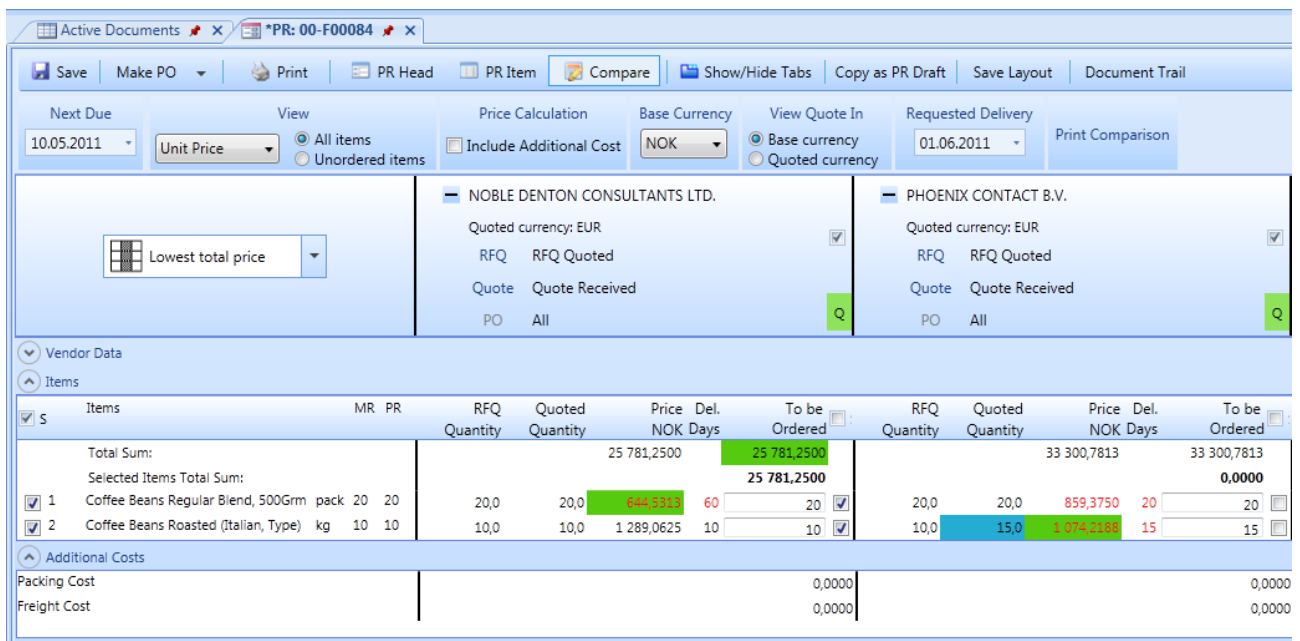 Active Documents
*PR: 00-F00084
Save Make PO Print PR Head PR Item Compare Show/Hide Tabs Copy as PR Draft Save Layout Document Trail
Next Due View Price Calculation Base Currency View Quote In Requested Delivery
10.05.2011 Unit Price All items Include Additional Cost NOK Base currency 01.06.2011 Print Comparison
Unordered items Quoted currency
Lowest total price
NOBLE DENTON CONSULTANTS LTD.
Quoted currency: EUR
RFQ RFQ Quoted
Quote Quote Received
PO All Q
PHOENIX CONTACT B.V.
Quoted currency: EUR
RFQ RFQ Quoted
Quote Quote Received
PO All Q
Vendor Data
Items
S Items MR PR RFQ Quoted Price Del. To be : RFQ Quoted Price Del. To be :
Quantity Quantity NOK Days Ordered Quantity Quantity NOK Days Ordered
Total Sum: 25 781,2500 25 781,2500 33 300,7813 33 300,7813
Selected Items Total Sum: 25 781,2500 0,0000
1 Coffee Beans Regular Blend, 500Grm pack 20 20 20,0 20,0 644,5313 60 20 20,0 20,0 859,3750 20 20
2 Coffee Beans Roasted (Italian, Type) kg 10 10 10,0 10,0 1 289,0625 10 10 10,0 15,0 1 074,2188 15 15
Additional Costs
Packing Cost 0,0000 0,0000
Freight Cost 0,0000 0,0000